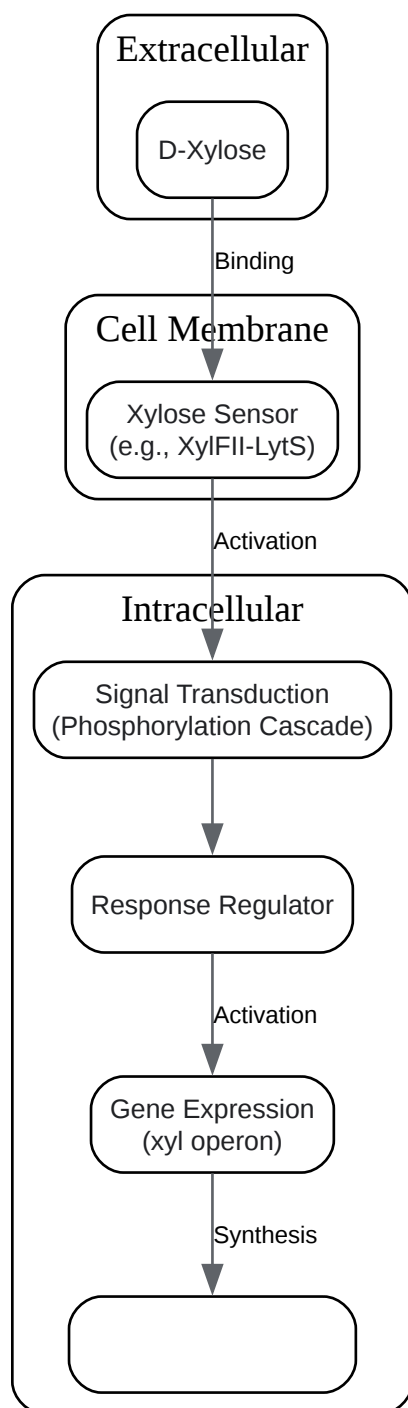 Extracellular
D-Xylose
Binding
Cell Membrane
Xylose Sensor
(e.g., XylFII-LytS)
Activation
Intracellular
Signal Transduction
(Phosphorylation Cascade)
Response Regulator
Activation
Gene Expression
(xyl operon)
Synthesis